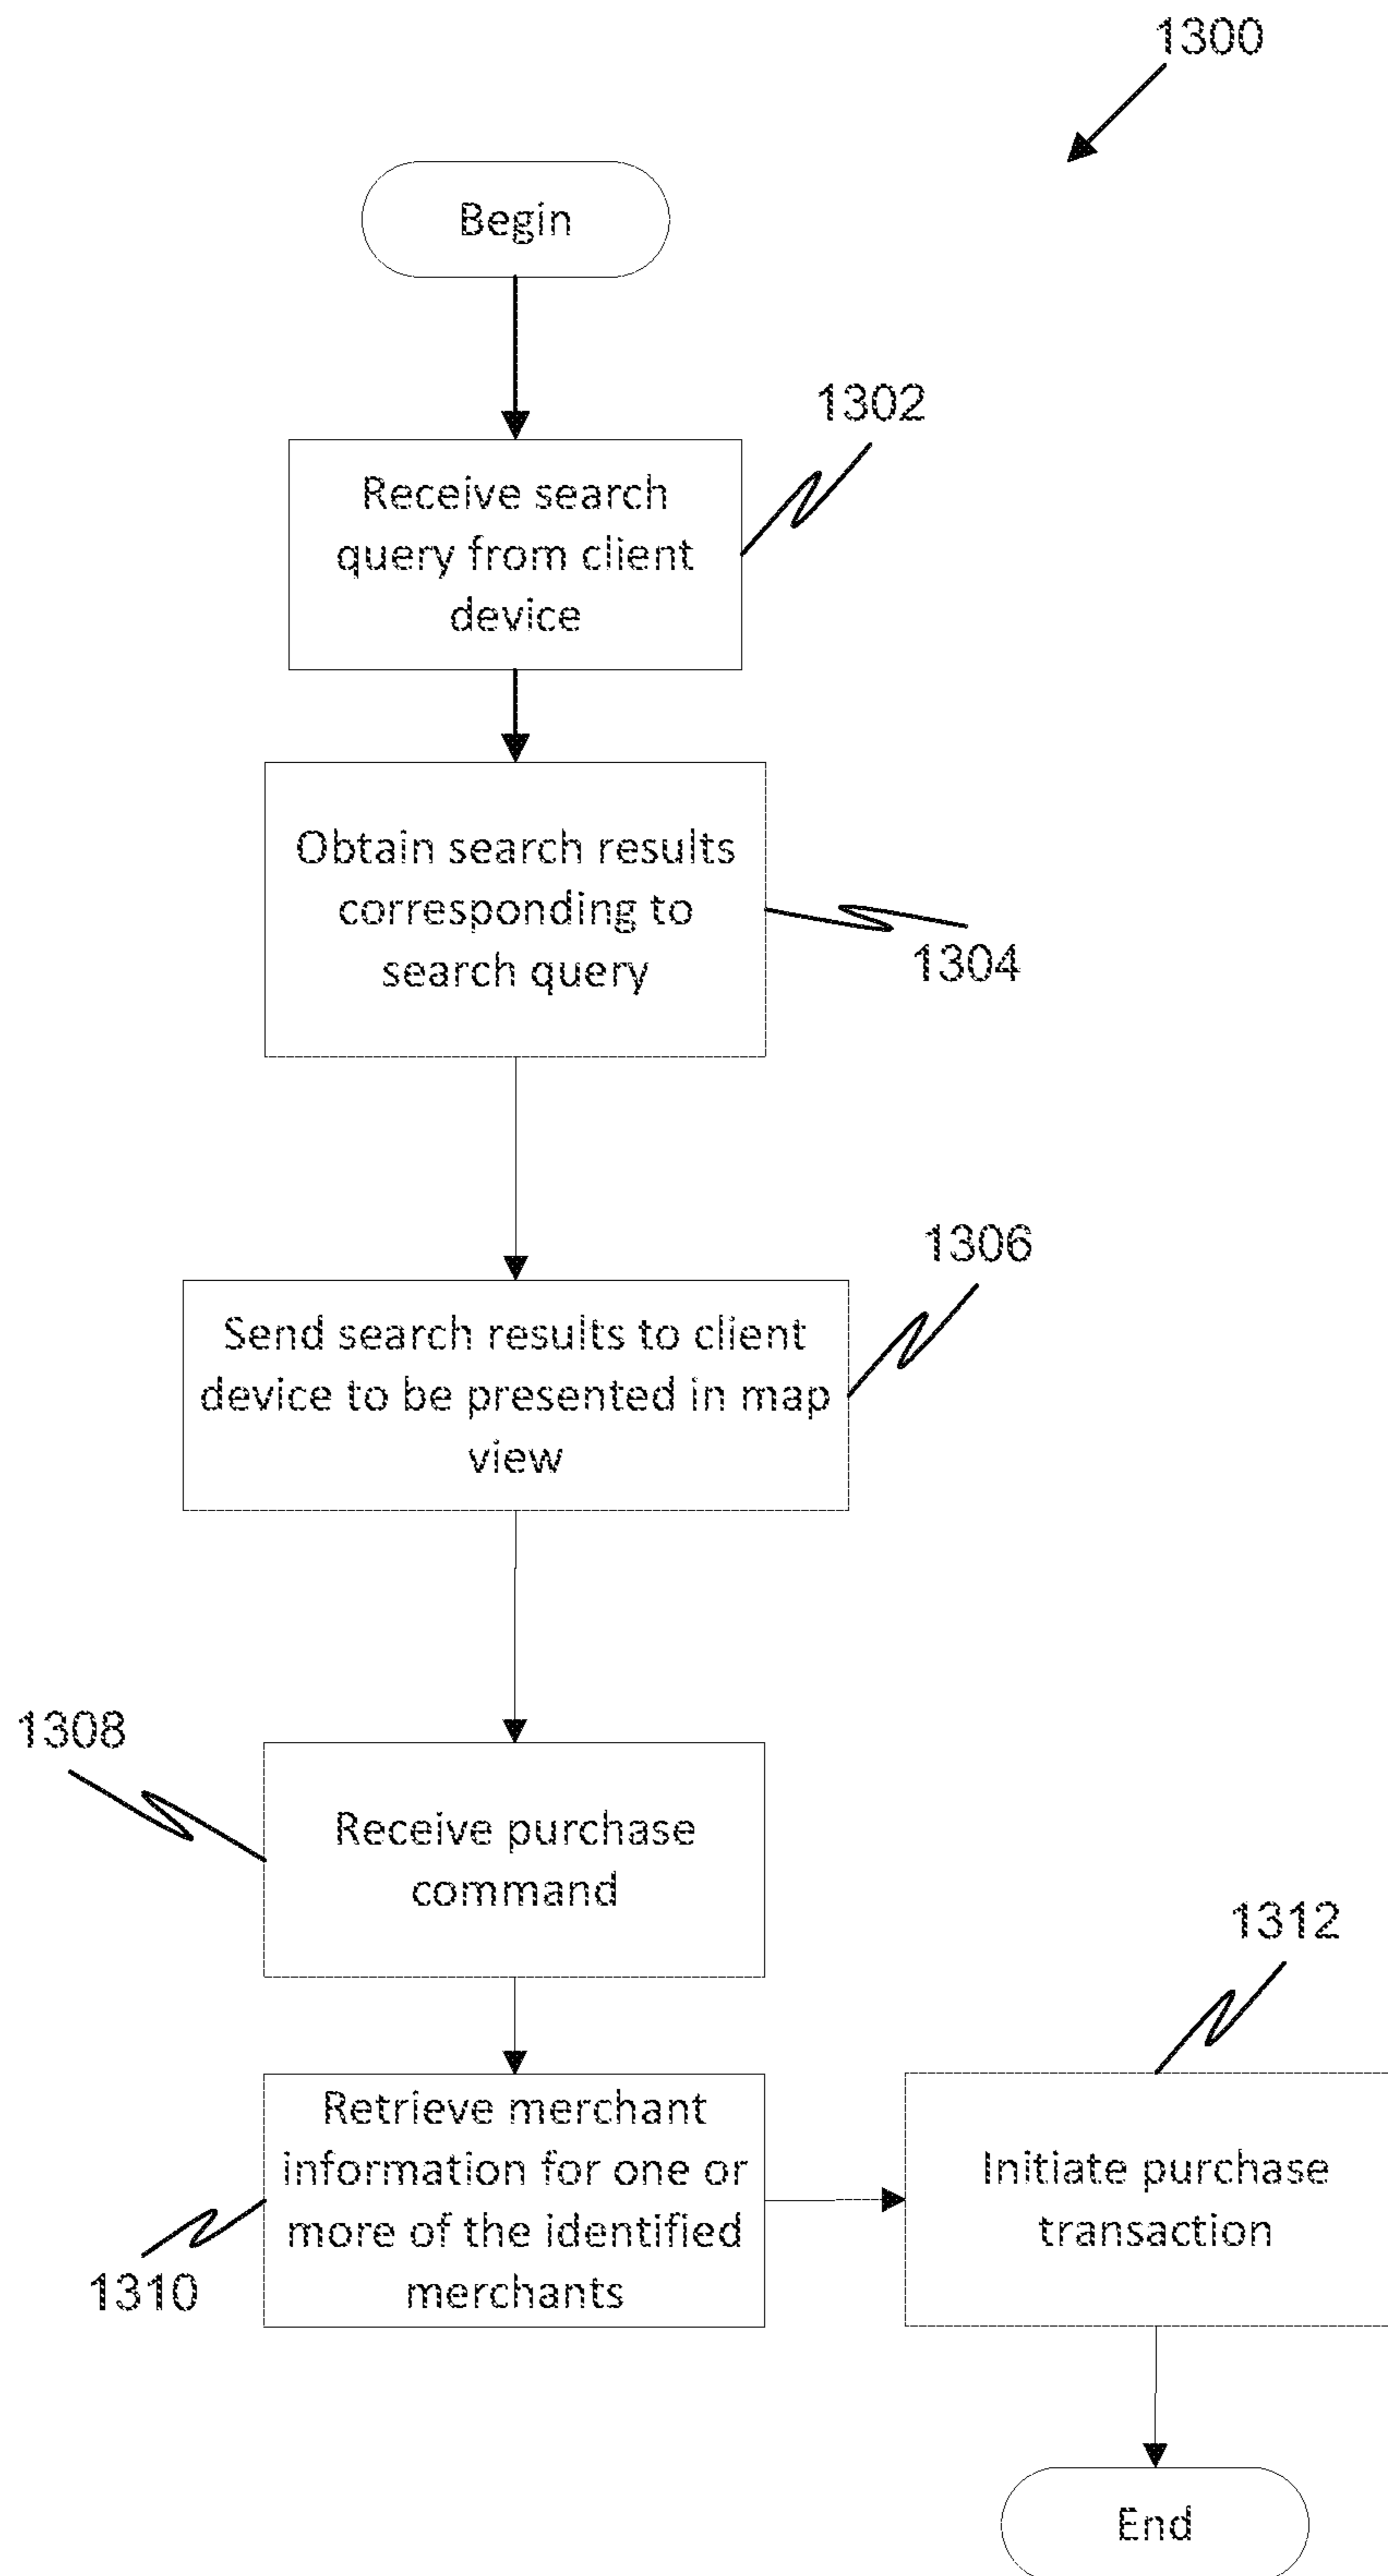 1300
Begin
1302
Receive search
query from client
device
Obtain search results
corresponding to
search query
1304
1306
Send search results to client
device to be presented in map
view
1308
Receive purchase
command
1312
Retrieve merchant
information for one or
more of the identified
merchants
1310
Initiate purchase
transaction
End